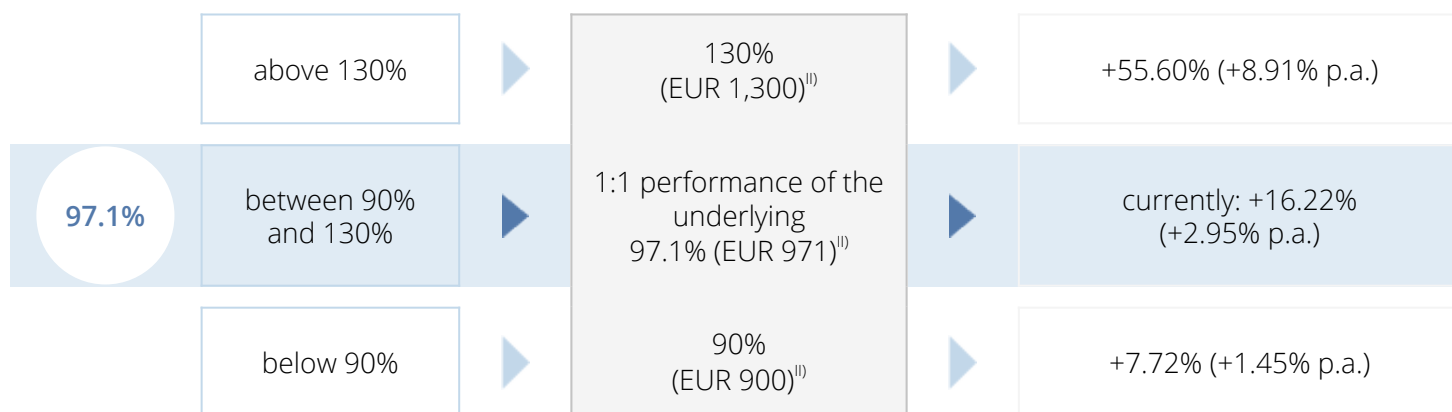 above 130%
130%
(EUR 1,300)II)
+55.60% (+8.91% p.a.)
97.1%
between 90%
and 130%
1:1 performance of the
underlying
97.1% (EUR 971)II)
currently: +16.22%
(+2.95% p.a.)
below 90%
90%
(EUR 900)II)
+7.72% (+1.45% p.a.)